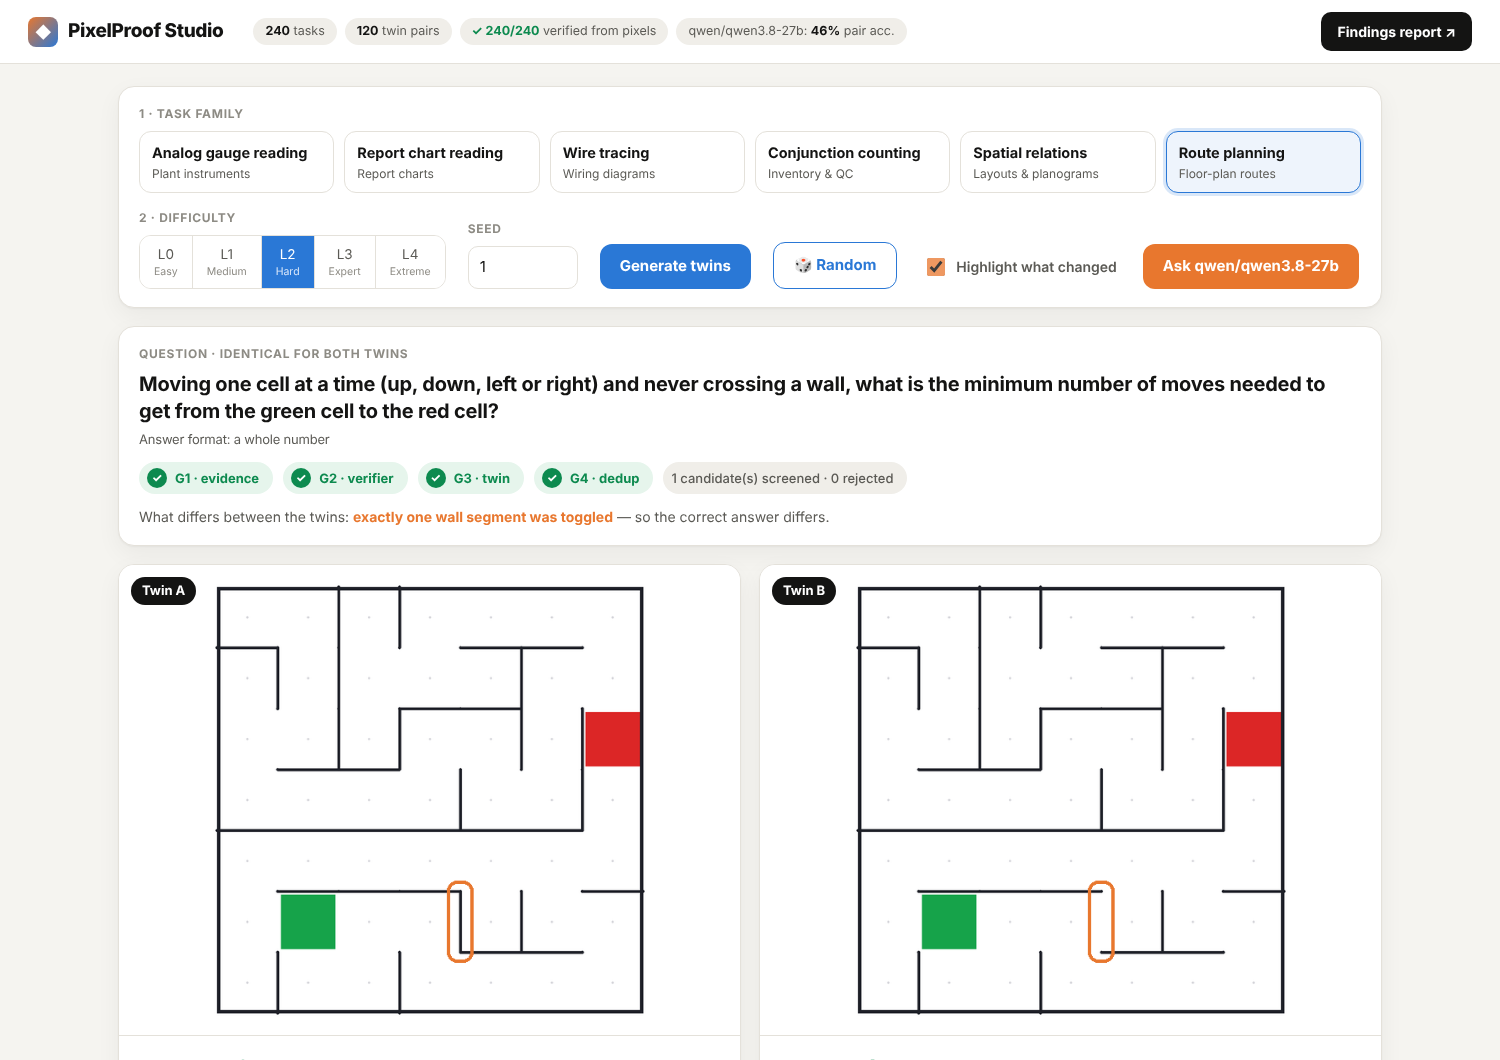 PixelProof Studio
240 tasks
120 twin pairs
✓ 240/240 verified from pixels
qwen/qwen3.8-27b: 46% pair acc.
Findings report ↗
1 · TASK FAMILY
Analog gauge reading
Plant instruments
Report chart reading
Report charts
Wire tracing
Wiring diagrams
Conjunction counting
Inventory & QC
Spatial relations
Layouts & planograms
Route planning
Floor-plan routes
2 · DIFFICULTY
L0
Easy
L1
Medium
L2
Hard
L3
Expert
L4
Extreme
SEED
1
Generate twins
🎲 Random
Highlight what changed
Ask qwen/qwen3.8-27b
QUESTION · IDENTICAL FOR BOTH TWINS
Moving one cell at a time (up, down, left or right) and never crossing a wall, what is the minimum number of moves needed to
get from the green cell to the red cell?
Answer format: a whole number
G1 · evidence
G2 · verifier
G3 · twin
G4 · dedup
1 candidate(s) screened · 0 rejected
What differs between the twins: exactly one wall segment was toggled — so the correct answer differs.
Twin A
Twin B